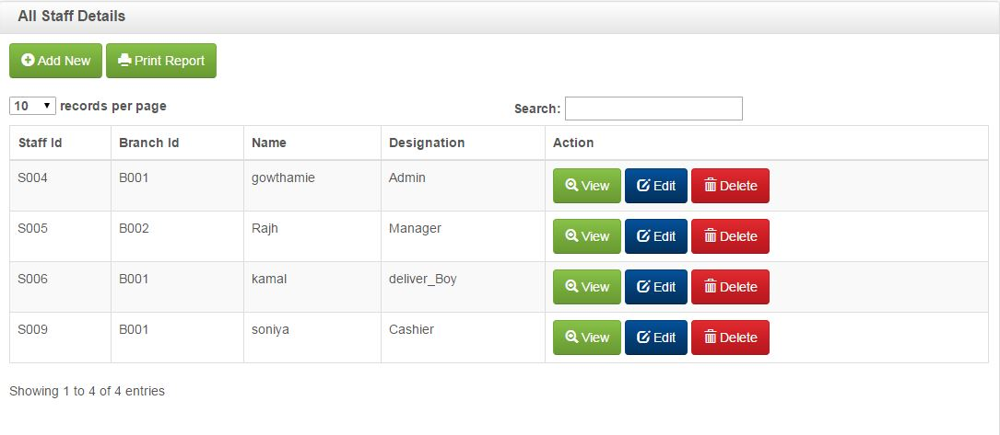 All Staff Details
Add New Print Report
10 records per page Search:
Staff Id Branch Id Name Designation Action
S004 B001 gowthamie Admin View Edit Delete
S005 B002 Rajh Manager View Edit Delete
S006 B001 kamal deliver_Boy View Edit Delete
S009 B001 soniya Cashier View Edit Delete
Showing 1 to 4 of 4 entries